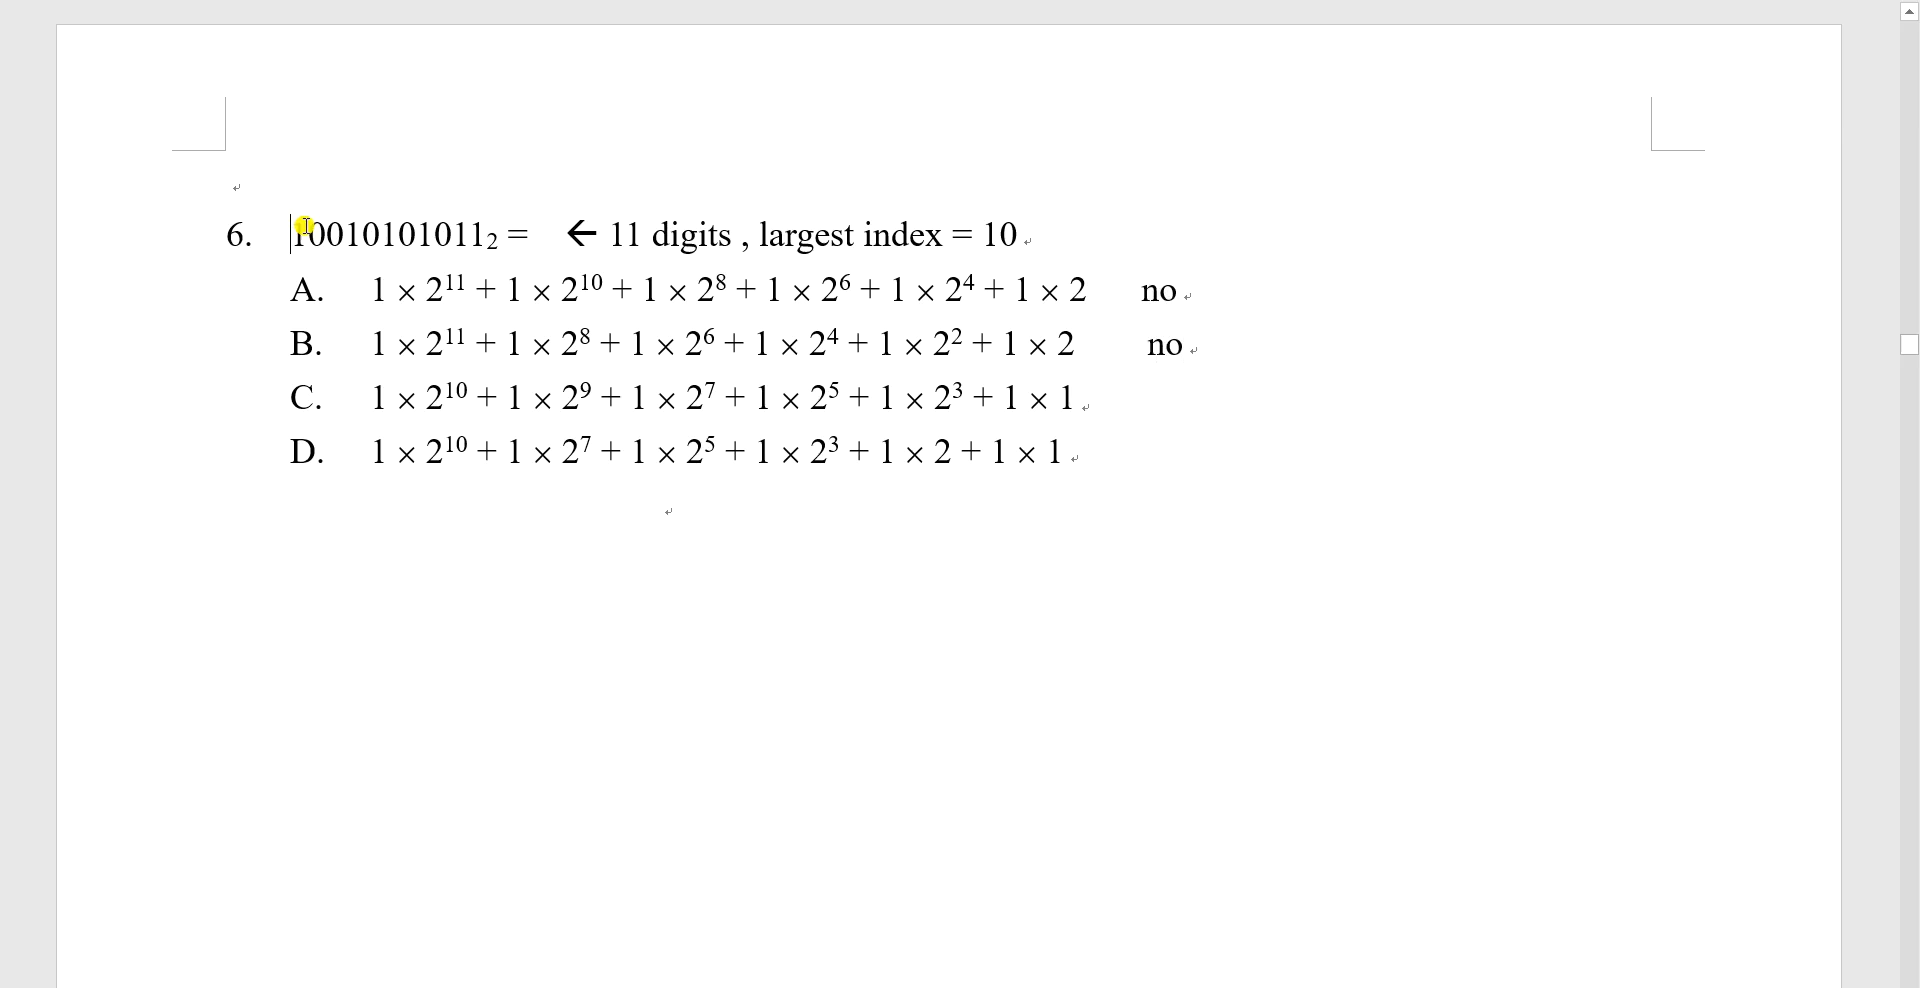 6. 10010101011₂ = ← 11 digits , largest index = 10
A. 1 × 2¹¹ + 1 × 2¹⁰ + 1 × 2⁸ + 1 × 2⁶ + 1 × 2⁴ + 1 × 2 no
B. 1 × 2¹¹ + 1 × 2⁸ + 1 × 2⁶ + 1 × 2⁴ + 1 × 2² + 1 × 2 no
C. 1 × 2¹⁰ + 1 × 2⁹ + 1 × 2⁷ + 1 × 2⁵ + 1 × 2³ + 1 × 1
D. 1 × 2¹⁰ + 1 × 2⁷ + 1 × 2⁵ + 1 × 2³ + 1 × 2 + 1 × 1